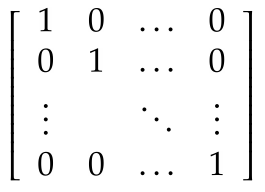 1 0 … 0
0 1 … 0
⋮ ⋱ ⋮
0 0 … 1